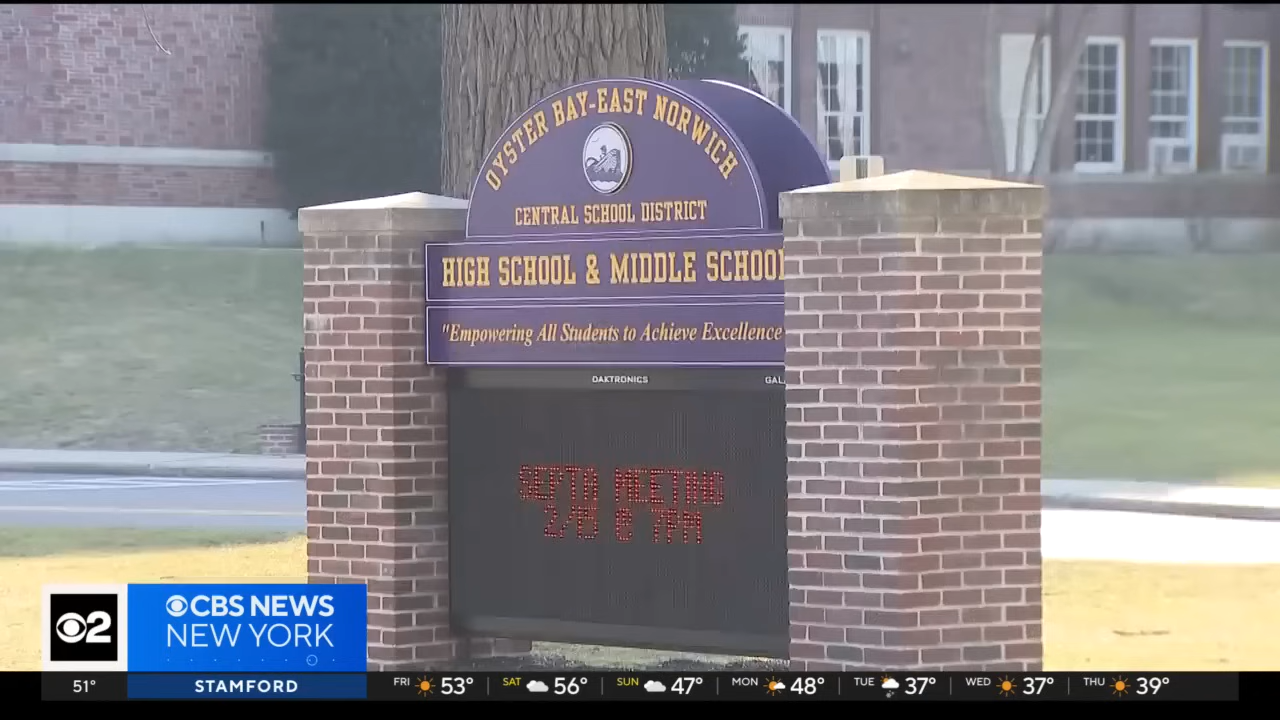 OYSTER BAY-EAST NORWICH
CENTRAL SCHOOL DISTRICT
HIGH SCHOOL & MIDDLE SCHOOL
"Empowering All Students to Achieve Excellence
DAKTRONICS
GAL
SEPTA MEETING
2/15 @ 7PM
2
CBS NEWS
NEW YORK
51° STAMFORD FRI 53° SAT 56° SUN 47° MON 48° TUE 37° WED 37° THU 39°